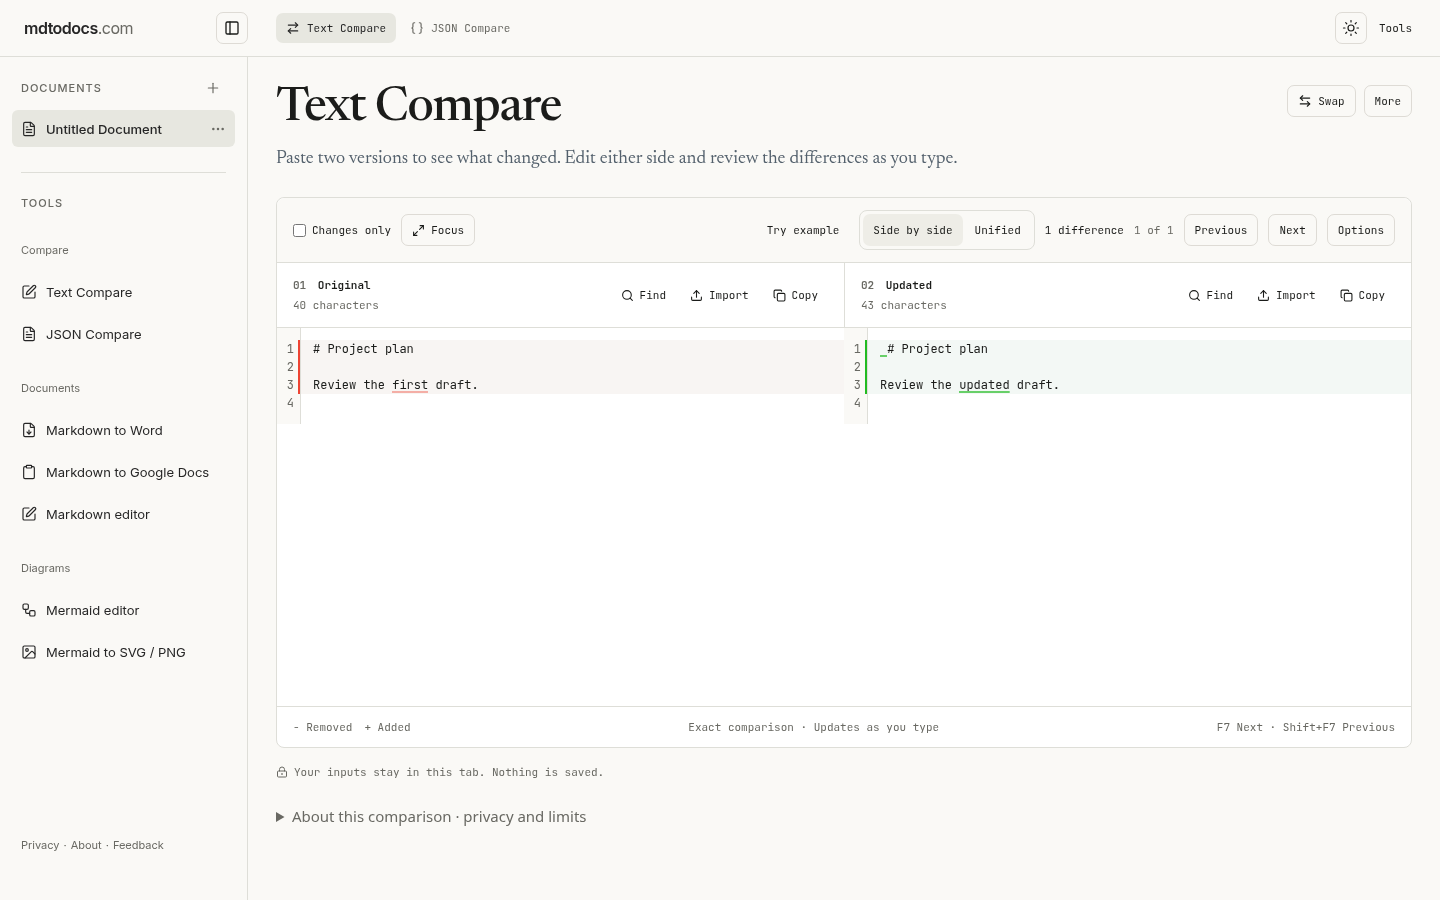 mdtodocs.com
Text Compare
JSON Compare
Tools
DOCUMENTS
Untitled Document
TOOLS
Compare
Text Compare
JSON Compare
Documents
Markdown to Word
Markdown to Google Docs
Markdown editor
Diagrams
Mermaid editor
Mermaid to SVG / PNG
Privacy · About · Feedback
Text Compare
Swap
More
Paste two versions to see what changed. Edit either side and review the differences as you type.
Changes only
Focus
Try example
Side by side
Unified
1 difference
1 of 1
Previous
Next
Options
01 Original
40 characters
Find
Import
Copy
02 Updated
43 characters
Find
Import
Copy
1 # Project plan
2
3 Review the first draft.
4
1  # Project plan
2
3 Review the updated draft.
4
- Removed + Added
Exact comparison · Updates as you type
F7 Next · Shift+F7 Previous
Your inputs stay in this tab. Nothing is saved.
About this comparison · privacy and limits